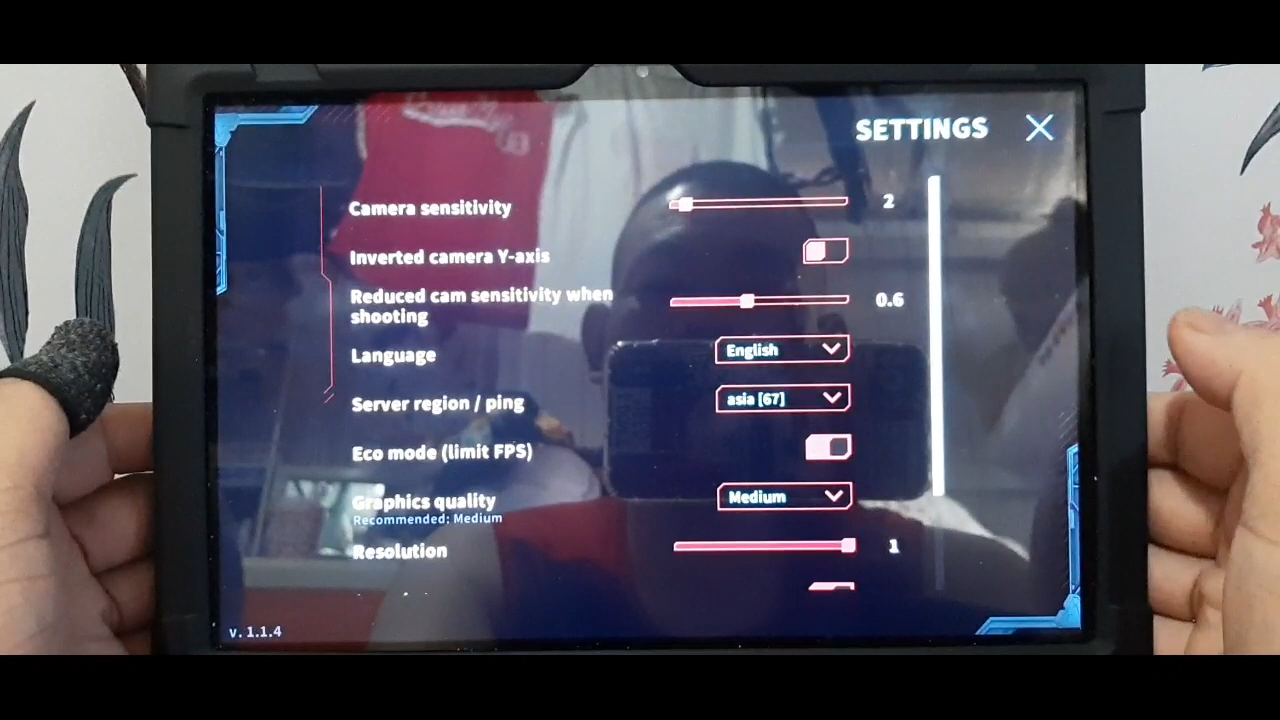 SETTINGS
Camera sensitivity
2
Inverted camera Y-axis
Reduced cam sensitivity when
shooting
0.6
Language
English
Server region / ping
asia [67]
Eco mode (limit FPS)
Graphics quality
Medium
Recommended: Medium
Resolution
1
v. 1.1.4